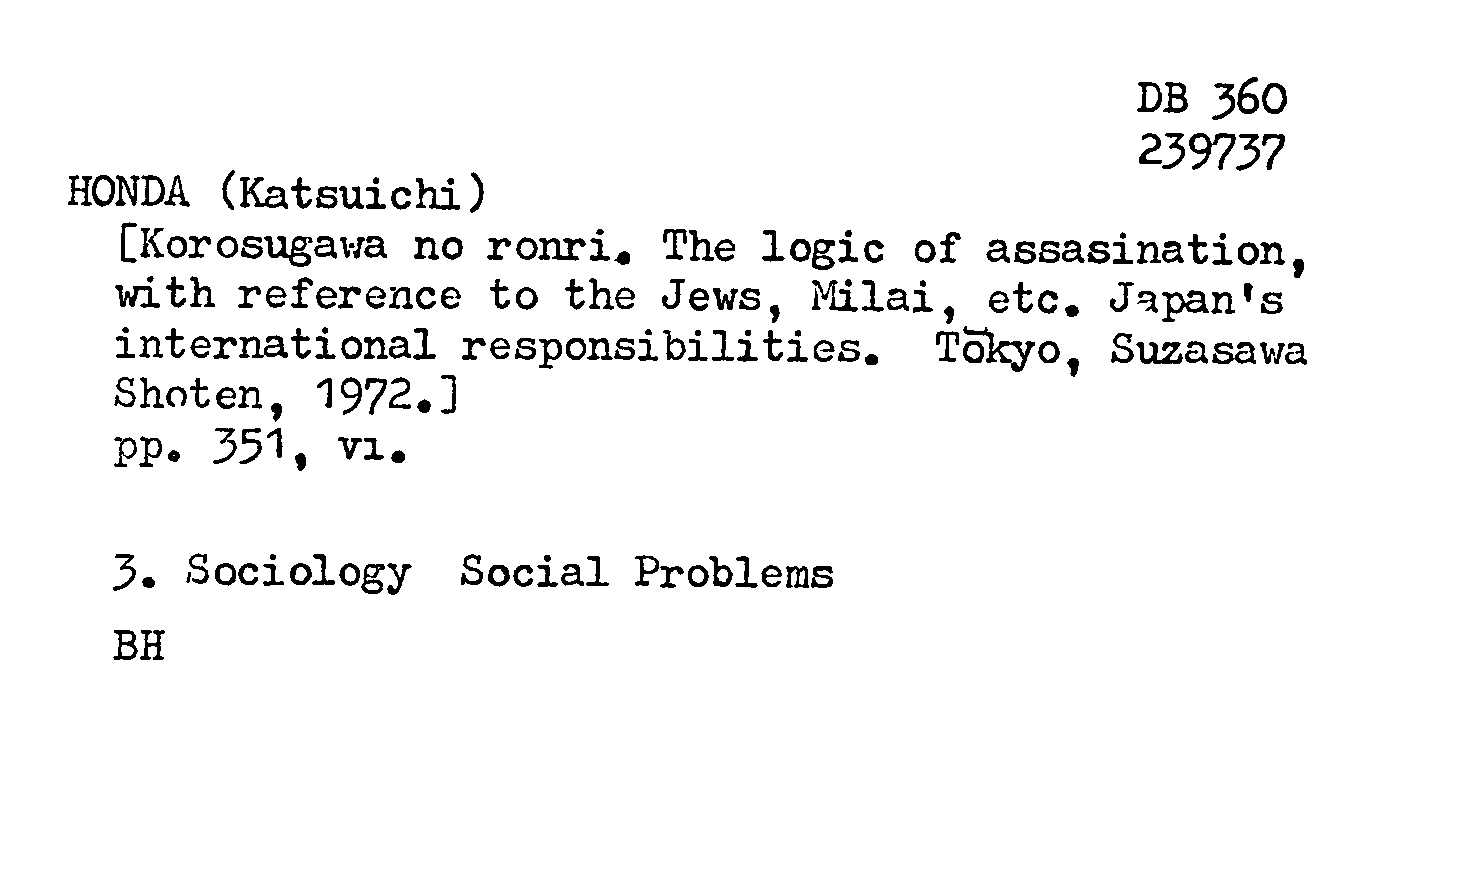 DB 360
239737
HONDA (Katsuichi)
[Korosugawa no ronri. The logic of assasination,
with reference to the Jews, Milai, etc. Japan's
international responsibilities. Tōkyo, Suzasawa
Shoten, 1972.]
pp. 351, vi.
3. Sociology Social Problems
BH